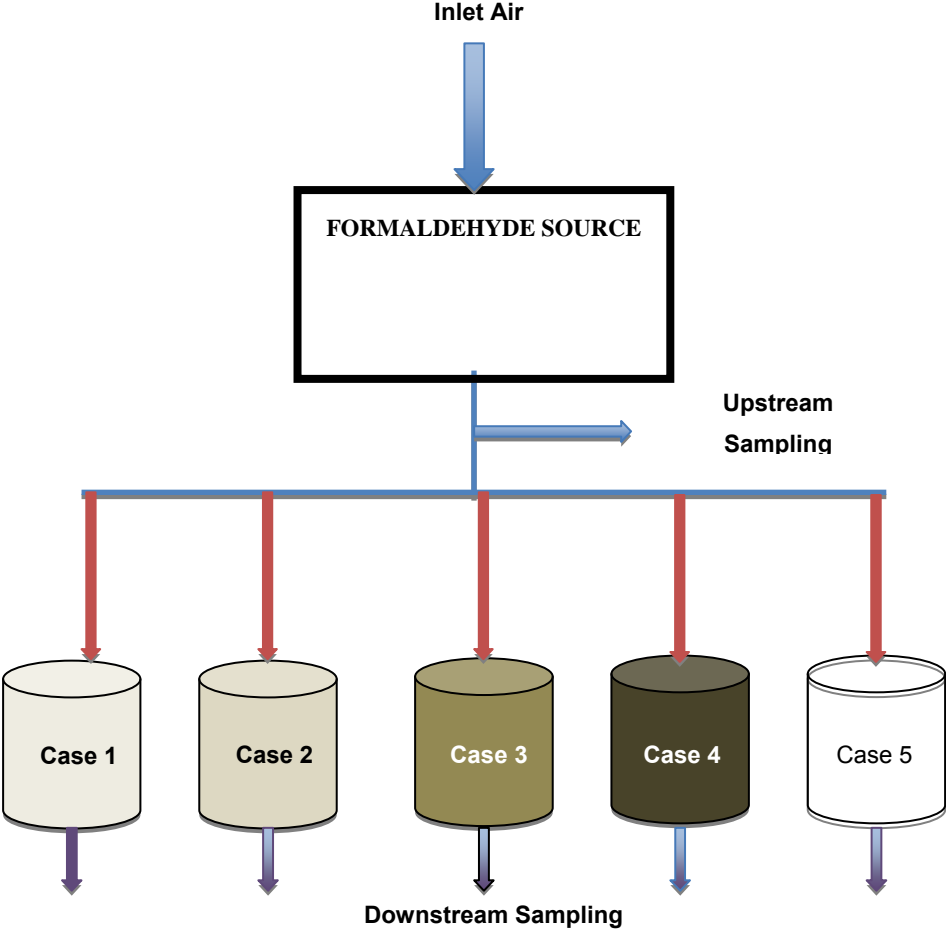 Inlet Air
FORMALDEHYDE SOURCE
Upstream
Sampling
Case 1
Case 2
Case 3
Case 4
Case 5
Downstream Sampling